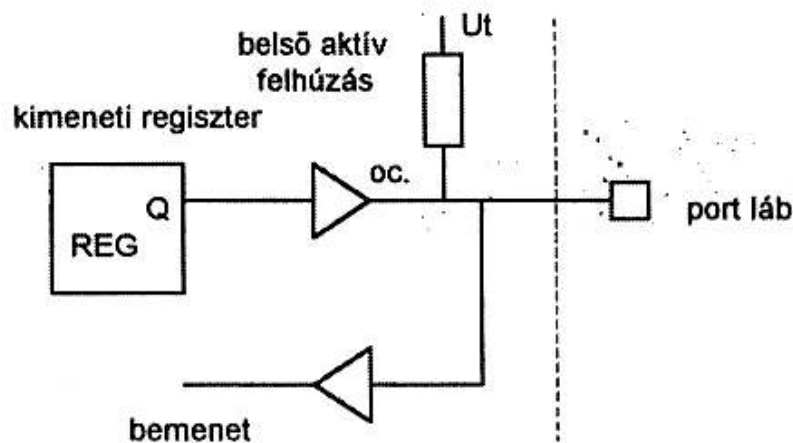 Ut
belsõ aktív
felhúzás
kimeneti regiszter
oc.
Q
REG
port láb
bemenet